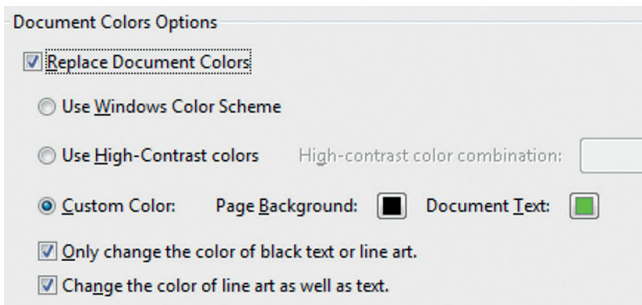 Document Colors Options
Replace Document Colors
Use Windows Color Scheme
Use High-Contrast colors High-contrast color combination:
Custom Color: Page Background: Document Text:
Only change the color of black text or line art.
Change the color of line art as well as text.